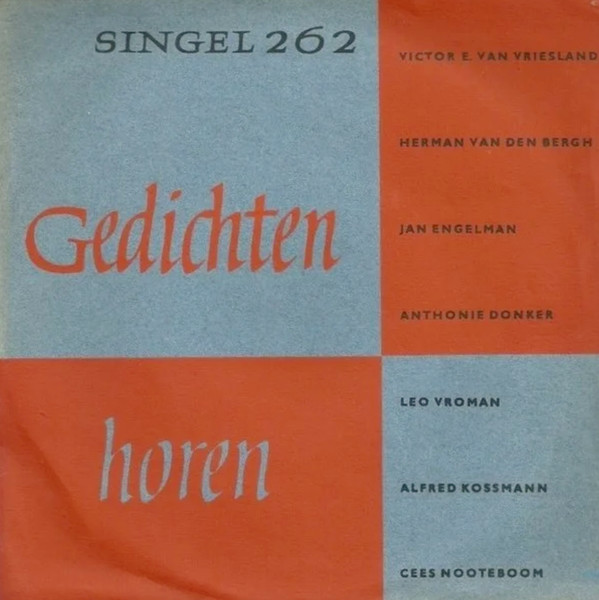 SINGEL 262
Gedichten
horen
VICTOR E. VAN VRIESLAND
HERMAN VAN DEN BERGH
JAN ENGELMAN
ANTHONIE DONKER
LEO VROMAN
ALFRED KOSSMANN
CEES NOOTEBOOM